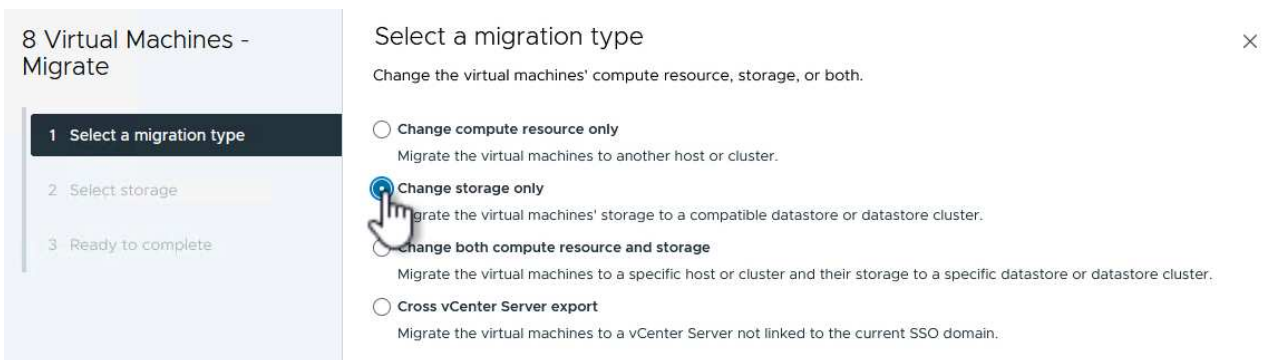 8 Virtual Machines -
Migrate
1 Select a migration type
2 Select storage
3 Ready to complete
Select a migration type
Change the virtual machines' compute resource, storage, or both.
Change compute resource only
Migrate the virtual machines to another host or cluster.
Change storage only
grate the virtual machines' storage to a compatible datastore or datastore cluster.
Change both compute resource and storage
Migrate the virtual machines to a specific host or cluster and their storage to a specific datastore or datastore cluster.
Cross vCenter Server export
Migrate the virtual machines to a vCenter Server not linked to the current SSO domain.